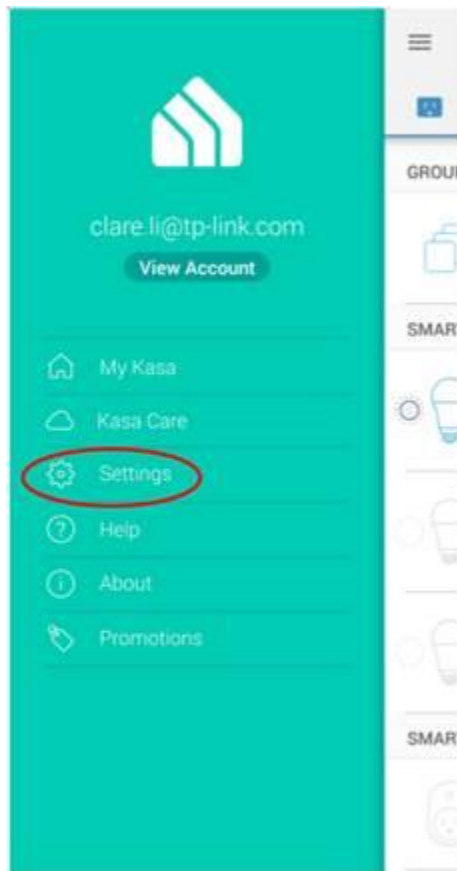 clare.li@tp-link.com
View Account
My Kasa
Kasa Care
Settings
Help
About
Promotions
GROU
SMAR
SMAR